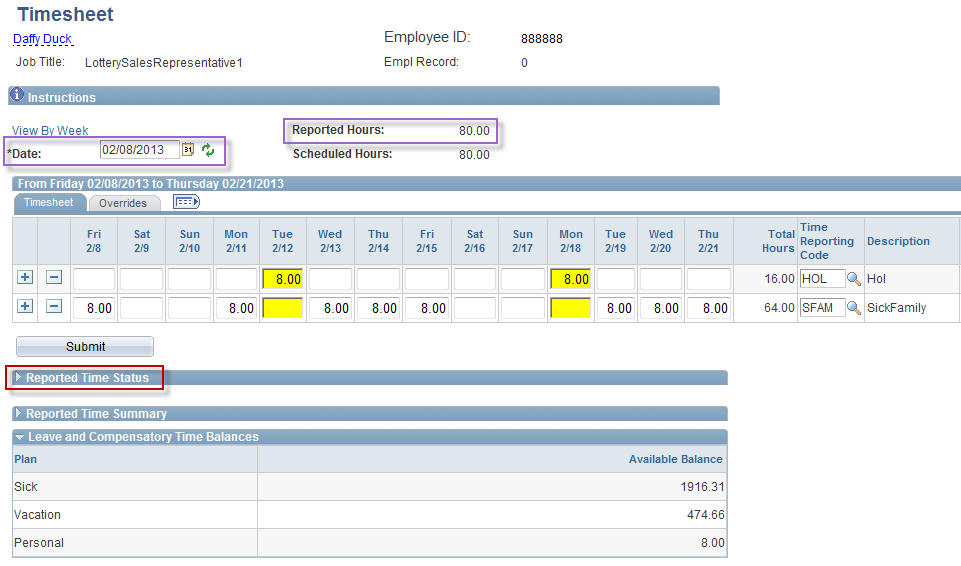 Timesheet
Daffy Duck Employee ID: 888888
Job Title: LotterySalesRepresentative1 Empl Record: 0
Instructions
View By Week Reported Hours: 80.00
*Date: 02/08/2013 31 Scheduled Hours: 80.00
From Friday 02/08/2013 to Thursday 02/21/2013
Timesheet Overrides
Fri 2/8 Sat 2/9 Sun 2/10 Mon 2/11 Tue 2/12 Wed 2/13 Thu 2/14 Fri 2/15 Sat 2/16 Sun 2/17 Mon 2/18 Tue 2/19 Wed 2/20 Thu 2/21 Total Hours Time Reporting Code Description
8.00 8.00 16.00 HOL Hol
8.00 8.00 8.00 8.00 8.00 8.00 8.00 8.00 64.00 SFAM SickFamily
Submit
Reported Time Status
Reported Time Summary
Leave and Compensatory Time Balances
Plan Available Balance
Sick 1916.31
Vacation 474.66
Personal 8.00